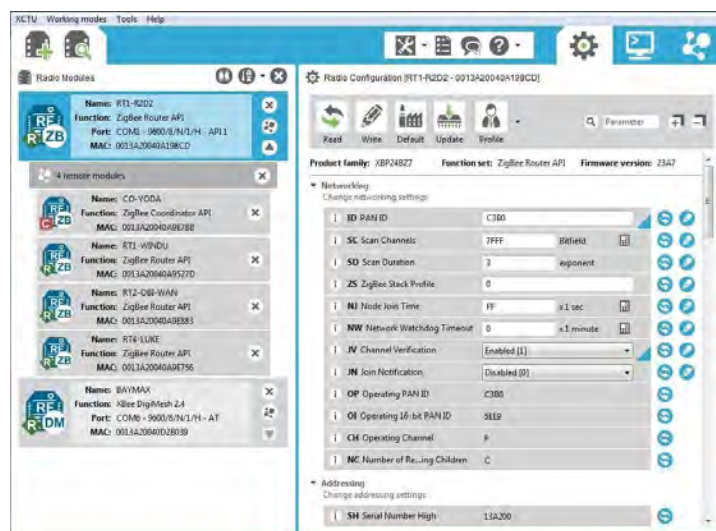 XCTU Working modes Tools Help
Radio Modules
Radio Configuration [RT1-R2D2 - 0013A20040A198CD]
Name: RT1-R2D2
Function: ZigBee Router API
Port: COM1 - 9600/8/N/1/H - API 1
MAC: 0013A20040A198CD
4 remote modules
Name: CO-YODA
Function: ZigBee Coordinator API
MAC: 0013A20040A9E78B
Name: RT1-WINDU
Function: ZigBee Router API
MAC: 0013A20040A9527D
Name: RT2-OBI-WAN
Function: ZigBee Router API
MAC: 0013A20040A9E883
Name: RT4-LUKE
Function: ZigBee Router API
MAC: 0013A20040A9E756
Name: BAYMAX
Function: XBee DigiMesh 2.4
Port: COM6 - 9600/8/N/1/H - AT
MAC: 0013A20040D2B039
Read Write Default Update Profile
Parameter
Product family: XBP24BZ7 Function set: ZigBee Router API Firmware version: 23A7
Networking
Change networking settings
i ID PAN ID C3B0
i SC Scan Channels 7FFF Bitfield
i SD Scan Duration 3 exponent
i ZS ZigBee Stack Profile 0
i NJ Node Join Time FF x 1 sec
i NW Network Watchdog Timeout 0 x 1 minute
i JV Channel Verification Enabled [1]
i JN Join Notification Disabled [0]
i OP Operating PAN ID C3B0
i OI Operating 16-bit PAN ID
i CH Operating Channel F
i NC Number of Re...ing Children C
Addressing
Change addressing settings
i SH Serial Number High 13A200